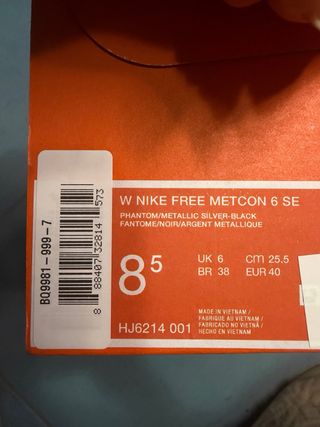 BQ9981-999-7
8 88407 32814 573
W NIKE FREE METCON 6 SE
PHANTOM/METALLIC SILVER-BLACK
FANTOME/NOIR/ARGENT METALLIQUE
8 5
UK 6 cm 25.5
BR 38 EUR 40
HJ6214 001
MADE IN VIETNAM /
FABRIQUE AU VIETNAM /
FABRICADO NO VIETNÃ /
HECHO EN VIETNAM